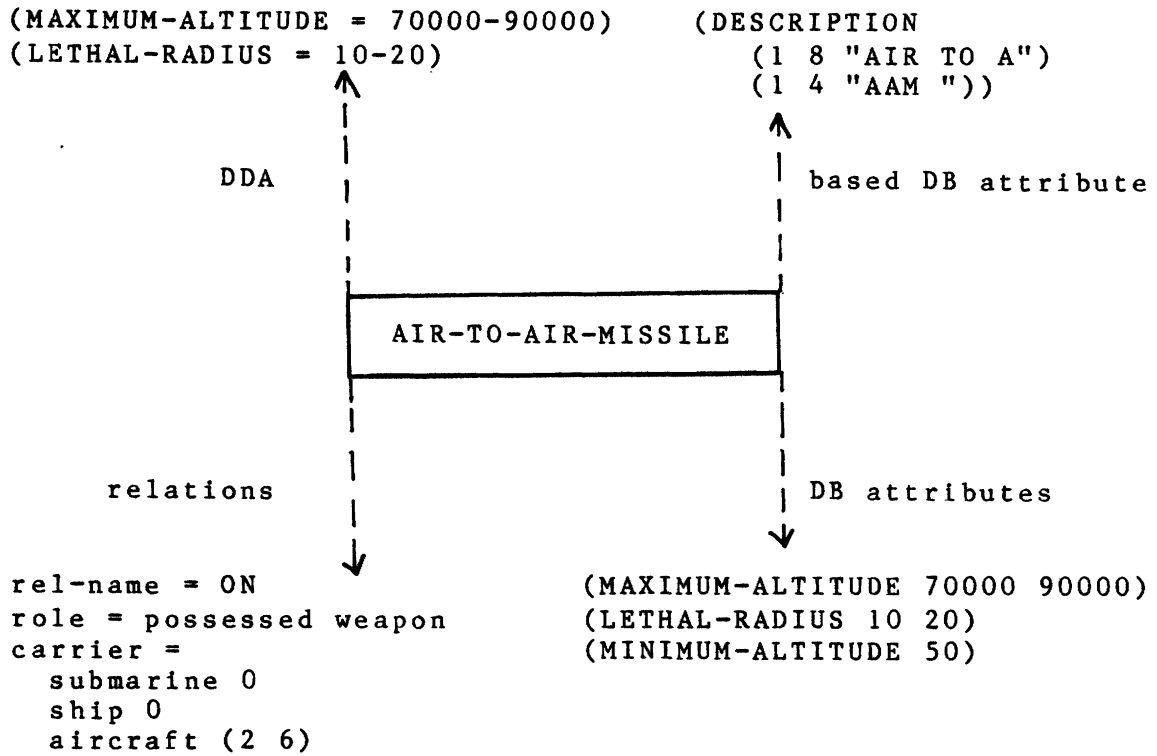 (MAXIMUM-ALTITUDE = 70000-90000)
(LETHAL-RADIUS = 10-20)
(DESCRIPTION
(1 8 "AIR TO A")
(1 4 "AAM "))
DDA
based DB attribute
AIR-TO-AIR-MISSILE
relations
DB attributes
rel-name = ON
role = possessed weapon
carrier =
submarine 0
ship 0
aircraft (2 6)
(MAXIMUM-ALTITUDE 70000 90000)
(LETHAL-RADIUS 10 20)
(MINIMUM-ALTITUDE 50)